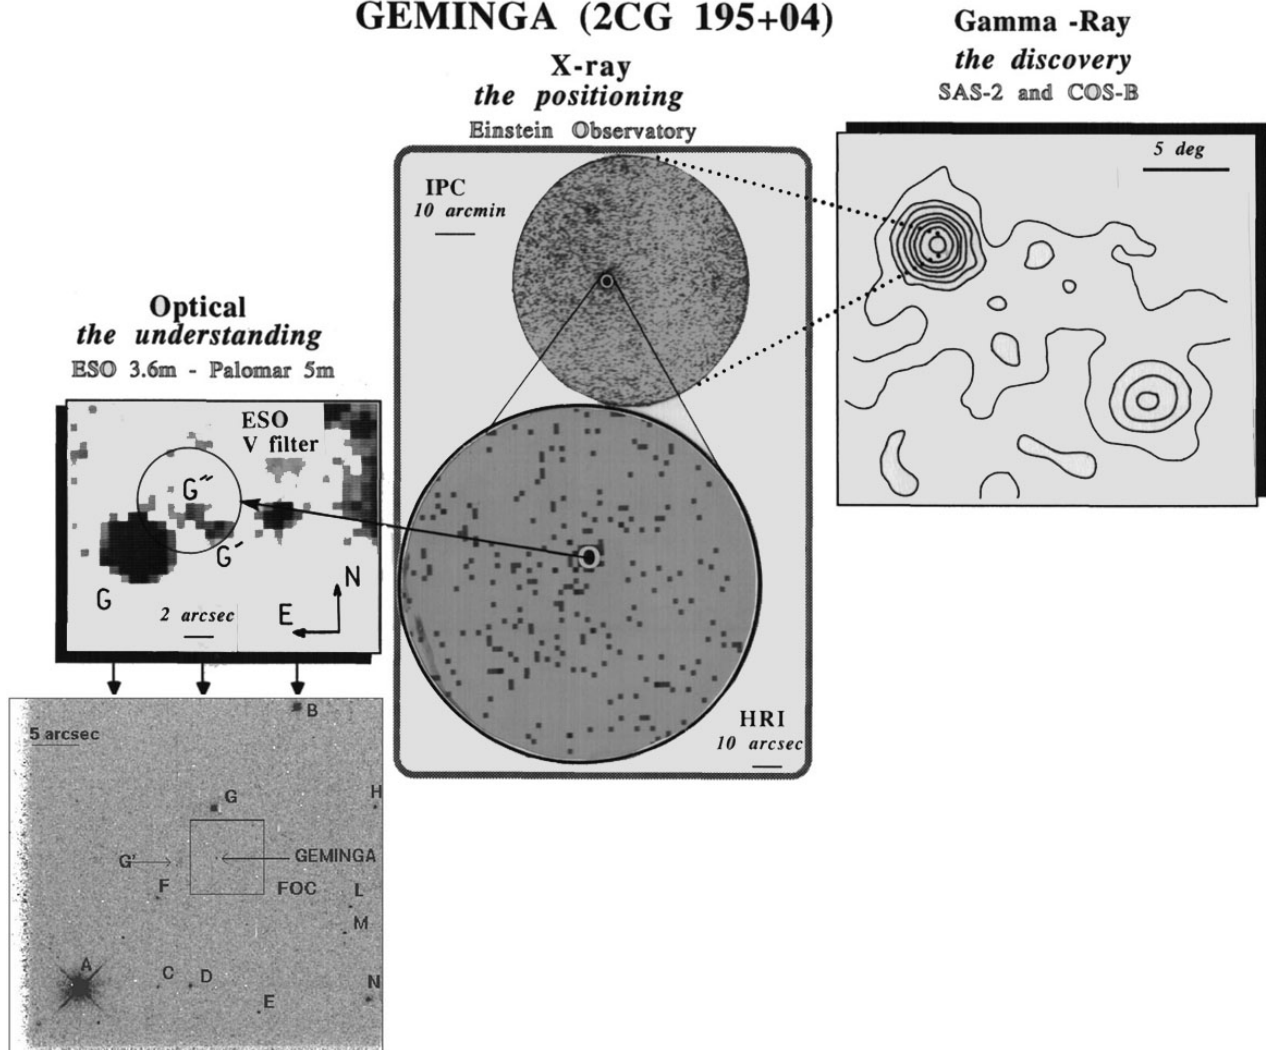 GEMINGA (2CG 195+04)
Gamma -Ray
the discovery
SAS-2 and COS-B
5 deg
X-ray
the positioning
Einstein Observatory
IPC
10 arcmin
HRI
10 arcsec
Optical
the understanding
ESO 3.6m - Palomar 5m
ESO
V filter
G″
G′
G
N
E
2 arcsec
5 arcsec
B
H
G
G' GEMINGA
F FOC L
M
A C D N
E